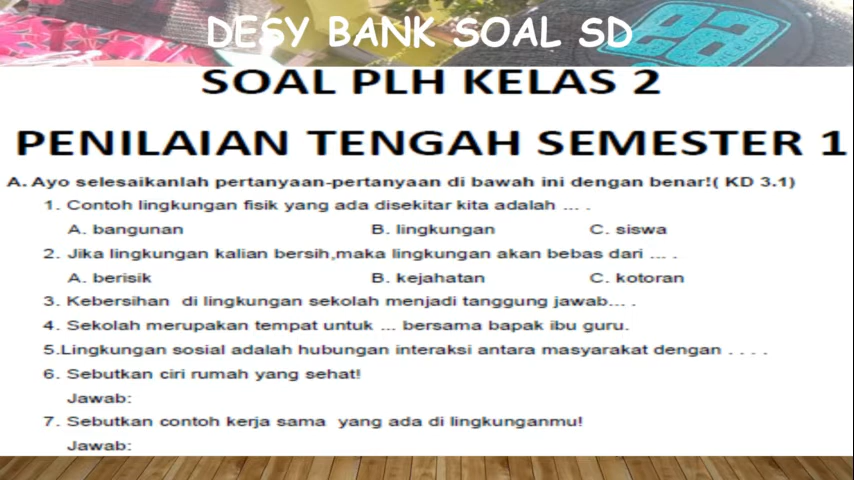 DESY BANK SOAL SD
SOAL PLH KELAS 2
PENILAIAN TENGAH SEMESTER 1
A. Ayo selesaikanlah pertanyaan-pertanyaan di bawah ini dengan benar!( KD 3.1)
1. Contoh lingkungan fisik yang ada disekitar kita adalah ... .
A. bangunan B. lingkungan C. siswa
2. Jika lingkungan kalian bersih,maka lingkungan akan bebas dari ... .
A. berisik B. kejahatan C. kotoran
3. Kebersihan di lingkungan sekolah menjadi tanggung jawab... .
4. Sekolah merupakan tempat untuk ... bersama bapak ibu guru.
5.Lingkungan sosial adalah hubungan interaksi antara masyarakat dengan . . . .
6. Sebutkan ciri rumah yang sehat!
Jawab:
7. Sebutkan contoh kerja sama yang ada di lingkunganmu!
Jawab: